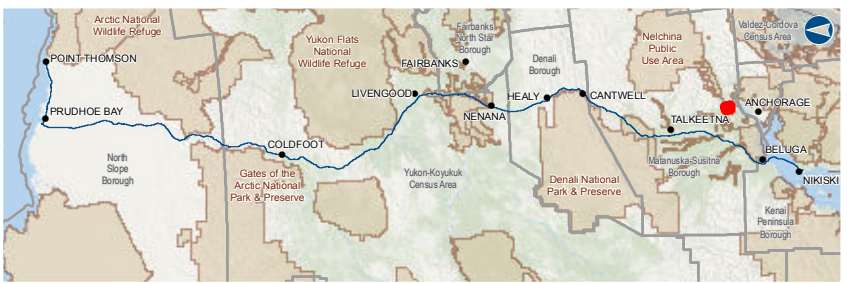 Arctic National
Wildlife Refuge
POINT THOMSON
PRUDHOE BAY
North
Slope
Borough
COLDFOOT
Gates of the
Arctic National
Park & Preserve
Yukon Flats
National
Wildlife Refuge
Fairbanks
North Star
Borough
FAIRBANKS
LIVENGOOD
NENANA
Yukon-Koyukuk
Census Area
Denali
Borough
HEALY
CANTWELL
Denali National
Park & Preserve
Nelchina
Public
Use Area
Valdez-Cordova
Census Area
TALKEETNA
ANCHORAGE
Matanuska-Susitna
Borough
BELUGA
NIKISKI
Kenai
Peninsula
Borough